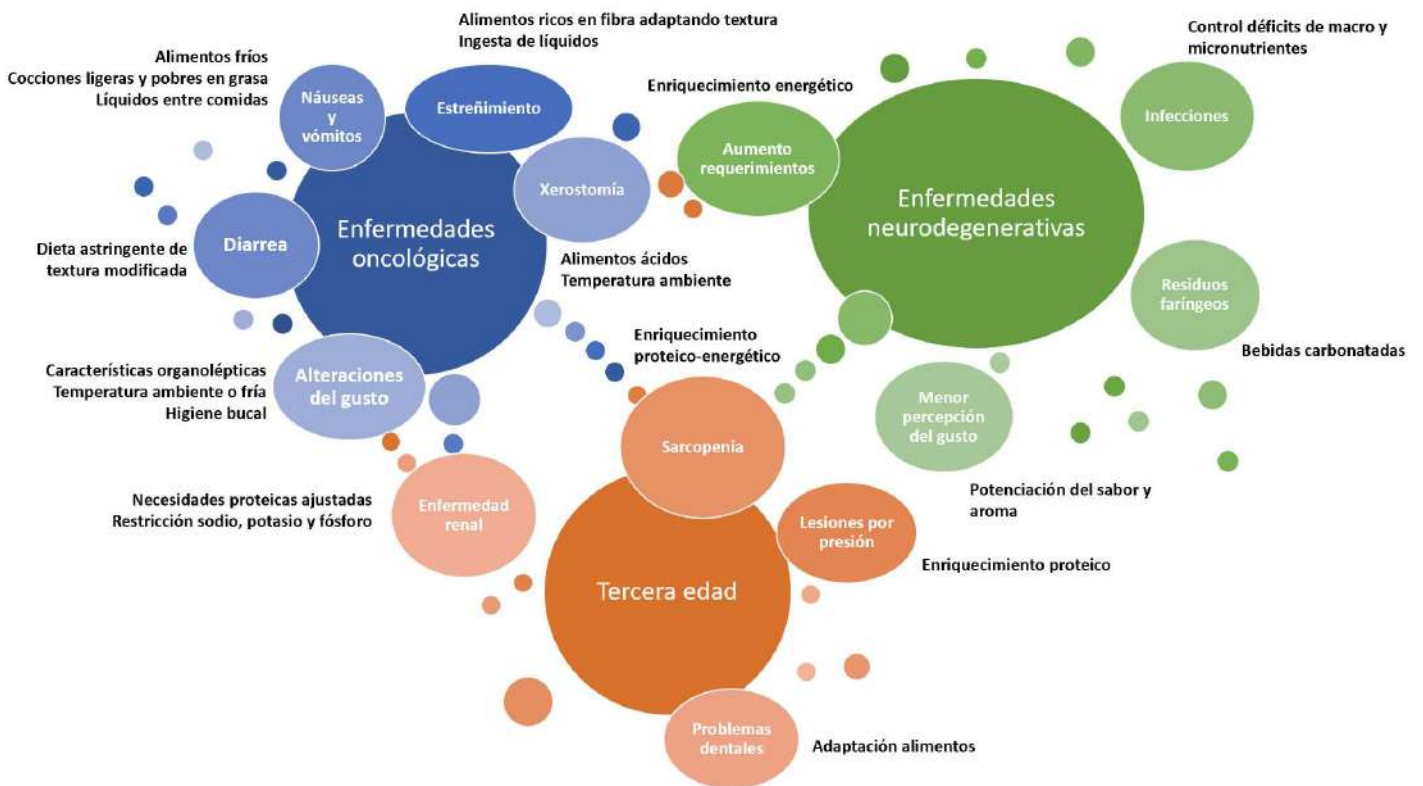 Alimentos ricos en fibra adaptando textura
Ingesta de líquidos
Control déficits de macro y
micronutrientes
Alimentos fríos
Cocciones ligeras y pobres en grasa
Líquidos entre comidas
Náuseas
y
vómitos
Estreñimiento
Enriquecimiento energético
Infecciones
Aumento
requerimientos
Xerostomía
Enfermedades
neurodegenerativas
Enfermedades
oncológicas
Diarrea
Dieta astringente de
textura modificada
Alimentos ácidos
Temperatura ambiente
Residuos
faríngeos
Bebidas carbonatadas
Enriquecimiento
proteico-energético
Características organolépticas
Temperatura ambiente o fría
Higiene bucal
Alteraciones
del gusto
Menor
percepción
del gusto
Sarcopenia
Potenciación del sabor y
aroma
Necesidades proteicas ajustadas
Restricción sodio, potasio y fósforo
Enfermedad
renal
Lesiones por
presión
Enriquecimiento proteico
Tercera edad
Problemas
dentales
Adaptación alimentos